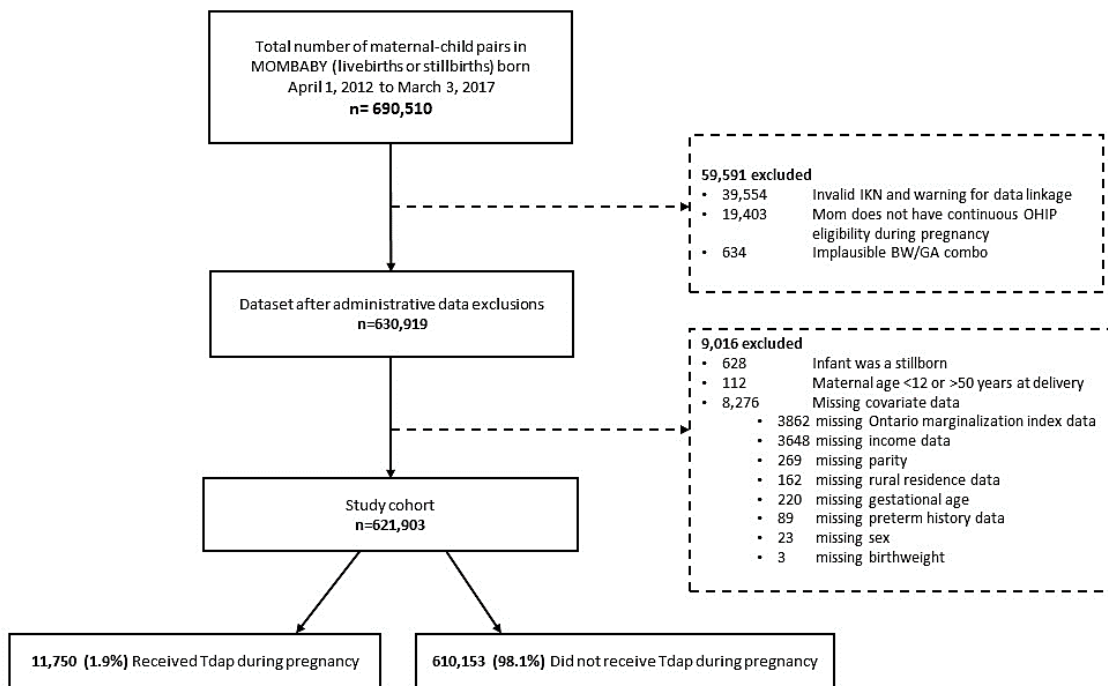 Total number of maternal-child pairs in
MOMBABY (livebirths or stillbirths) born
April 1, 2012 to March 3, 2017
n= 690,510
59,591 excluded
• 39,554 Invalid IKN and warning for data linkage
• 19,403 Mom does not have continuous OHIP
eligibility during pregnancy
• 634 Implausible BW/GA combo
Dataset after administrative data exclusions
n=630,919
9,016 excluded
• 628 Infant was a stillborn
• 112 Maternal age <12 or >50 years at delivery
• 8,276 Missing covariate data
• 3862 missing Ontario marginalization index data
• 3648 missing income data
• 269 missing parity
• 162 missing rural residence data
• 220 missing gestational age
• 89 missing preterm history data
• 23 missing sex
• 3 missing birthweight
Study cohort
n=621,903
11,750 (1.9%) Received Tdap during pregnancy
610,153 (98.1%) Did not receive Tdap during pregnancy